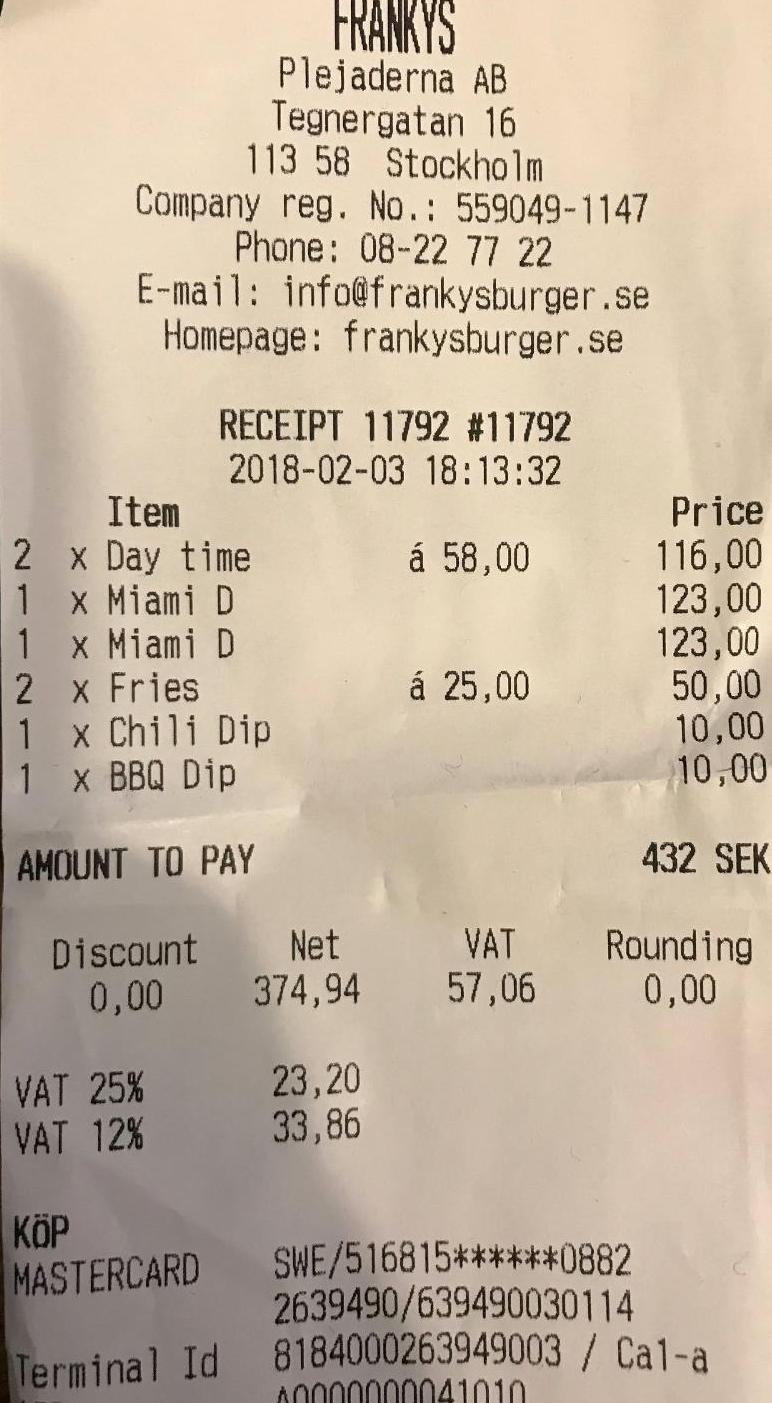 FRANKYS
Plejaderna AB
Tegnergatan 16
113 58 Stockholm
Company reg. No.: 559049-1147
Phone: 08-22 77 22
E-mail: info@frankysburger.se
Homepage: frankysburger.se
RECEIPT 11792 #11792
2018-02-03 18:13:32
Item Price
2 x Day time á 58,00 116,00
1 x Miami D 123,00
1 x Miami D 123,00
2 x Fries á 25,00 50,00
1 x Chili Dip 10,00
1 x BBQ Dip 10,00
AMOUNT TO PAY 432 SEK
Discount Net VAT Rounding
0,00 374,94 57,06 0,00
VAT 25% 23,20
VAT 12% 33,86
KÖP
MASTERCARD SWE/516815******0882
2639490/639490030114
Terminal Id 8184000263949003 / Ca1-a
A0000000041010